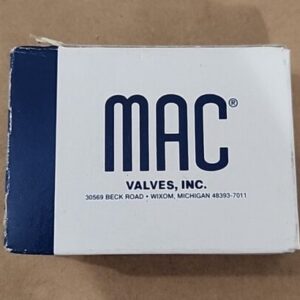 MAC®
VALVES, INC.
30569 BECK ROAD • WIXOM, MICHIGAN 48393-7011